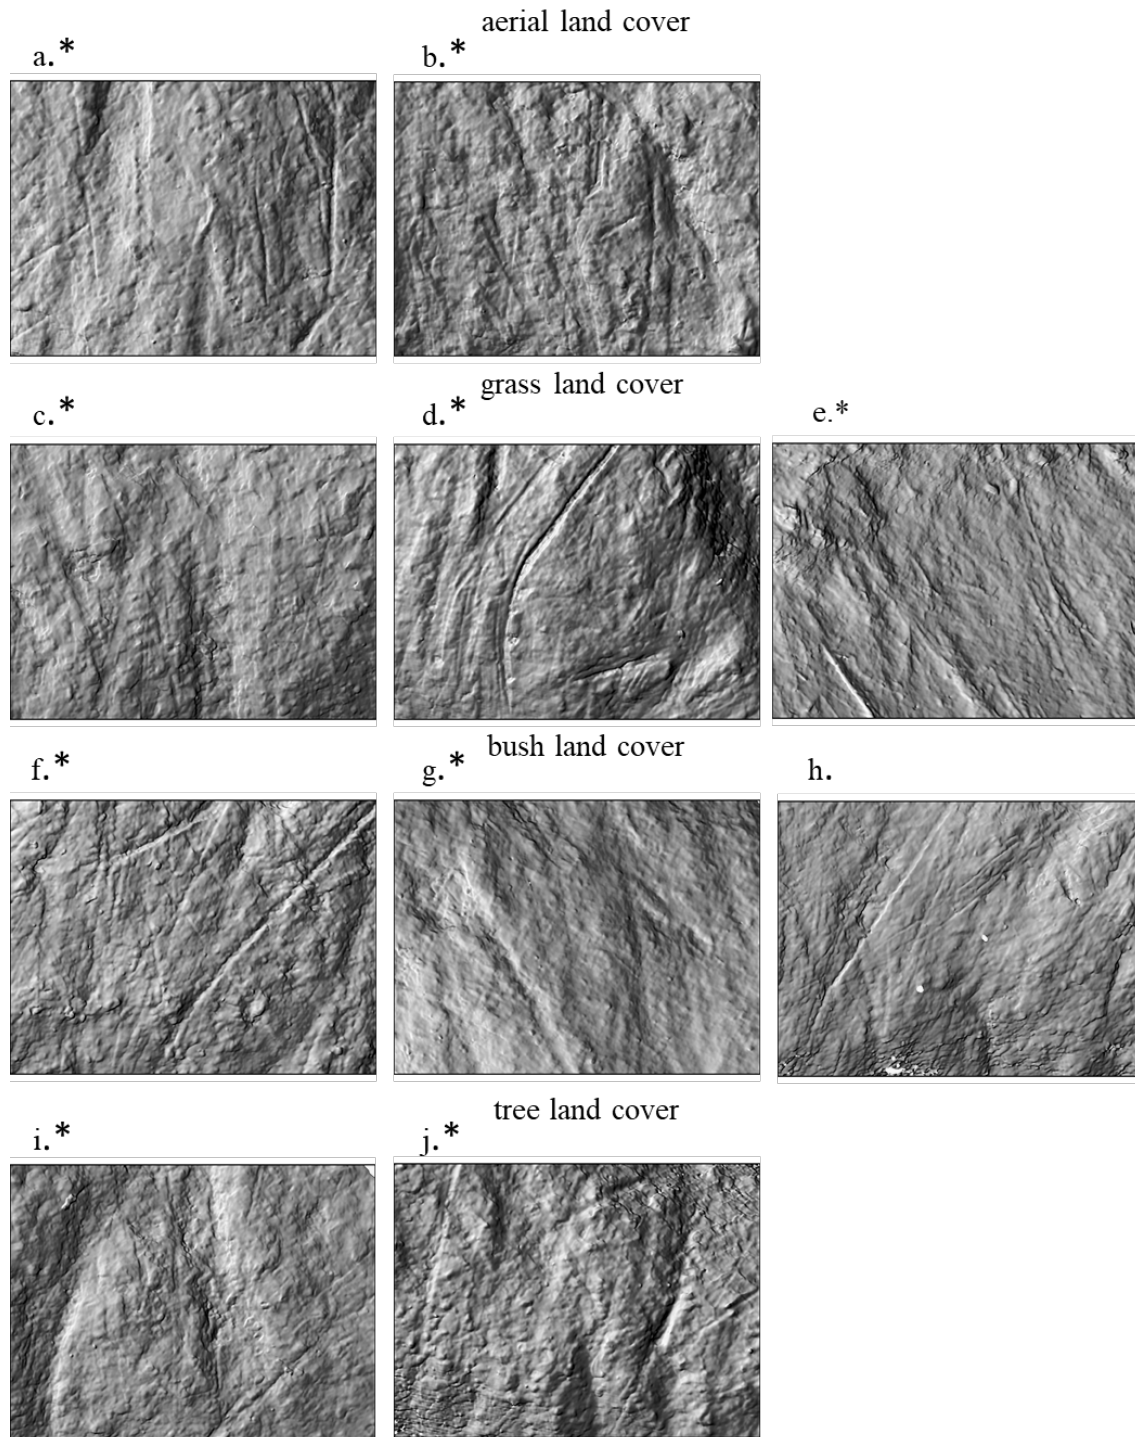 aerial land cover
a.* b.*
grass land cover
c.* d.* e.*
bush land cover
f.* g.* h.
tree land cover
i.* j.*